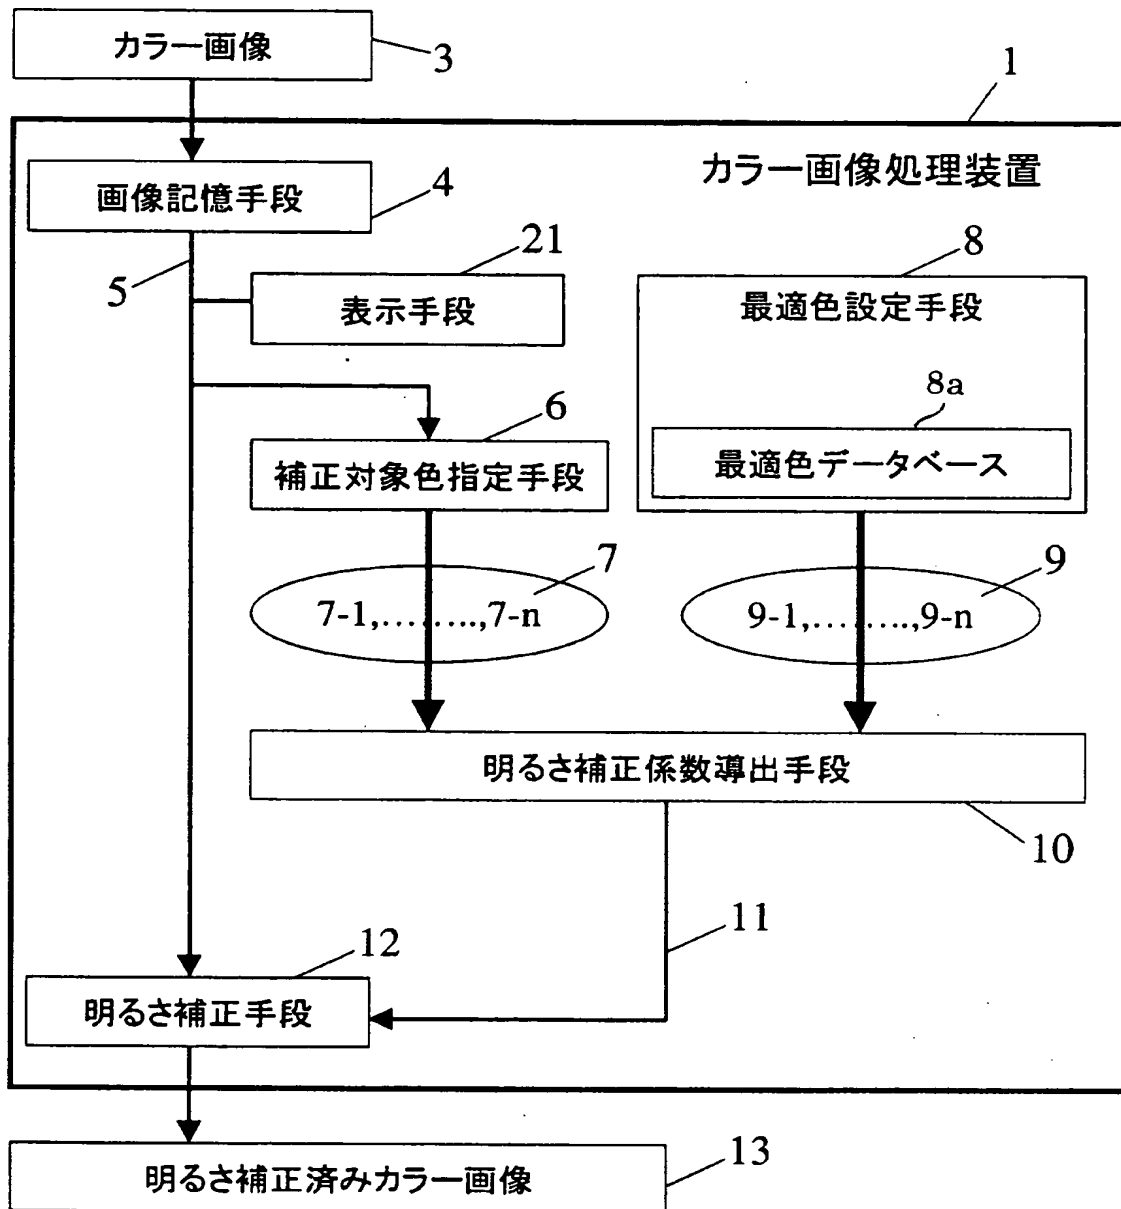 カラー画像
3
1
カラー画像処理装置
画像記憶手段
4
5
21
表示手段
8
最適色設定手段
8a
最適色データベース
6
補正対象色指定手段
7
7-1,........,7-n
9
9-1,........,9-n
明るさ補正係数導出手段
10
11
12
明るさ補正手段
明るさ補正済みカラー画像
13